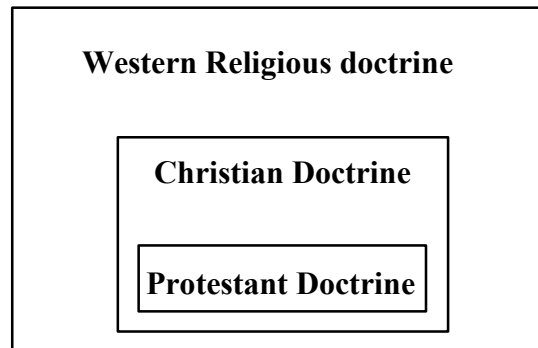 Western Religious doctrine
Christian Doctrine
Protestant Doctrine